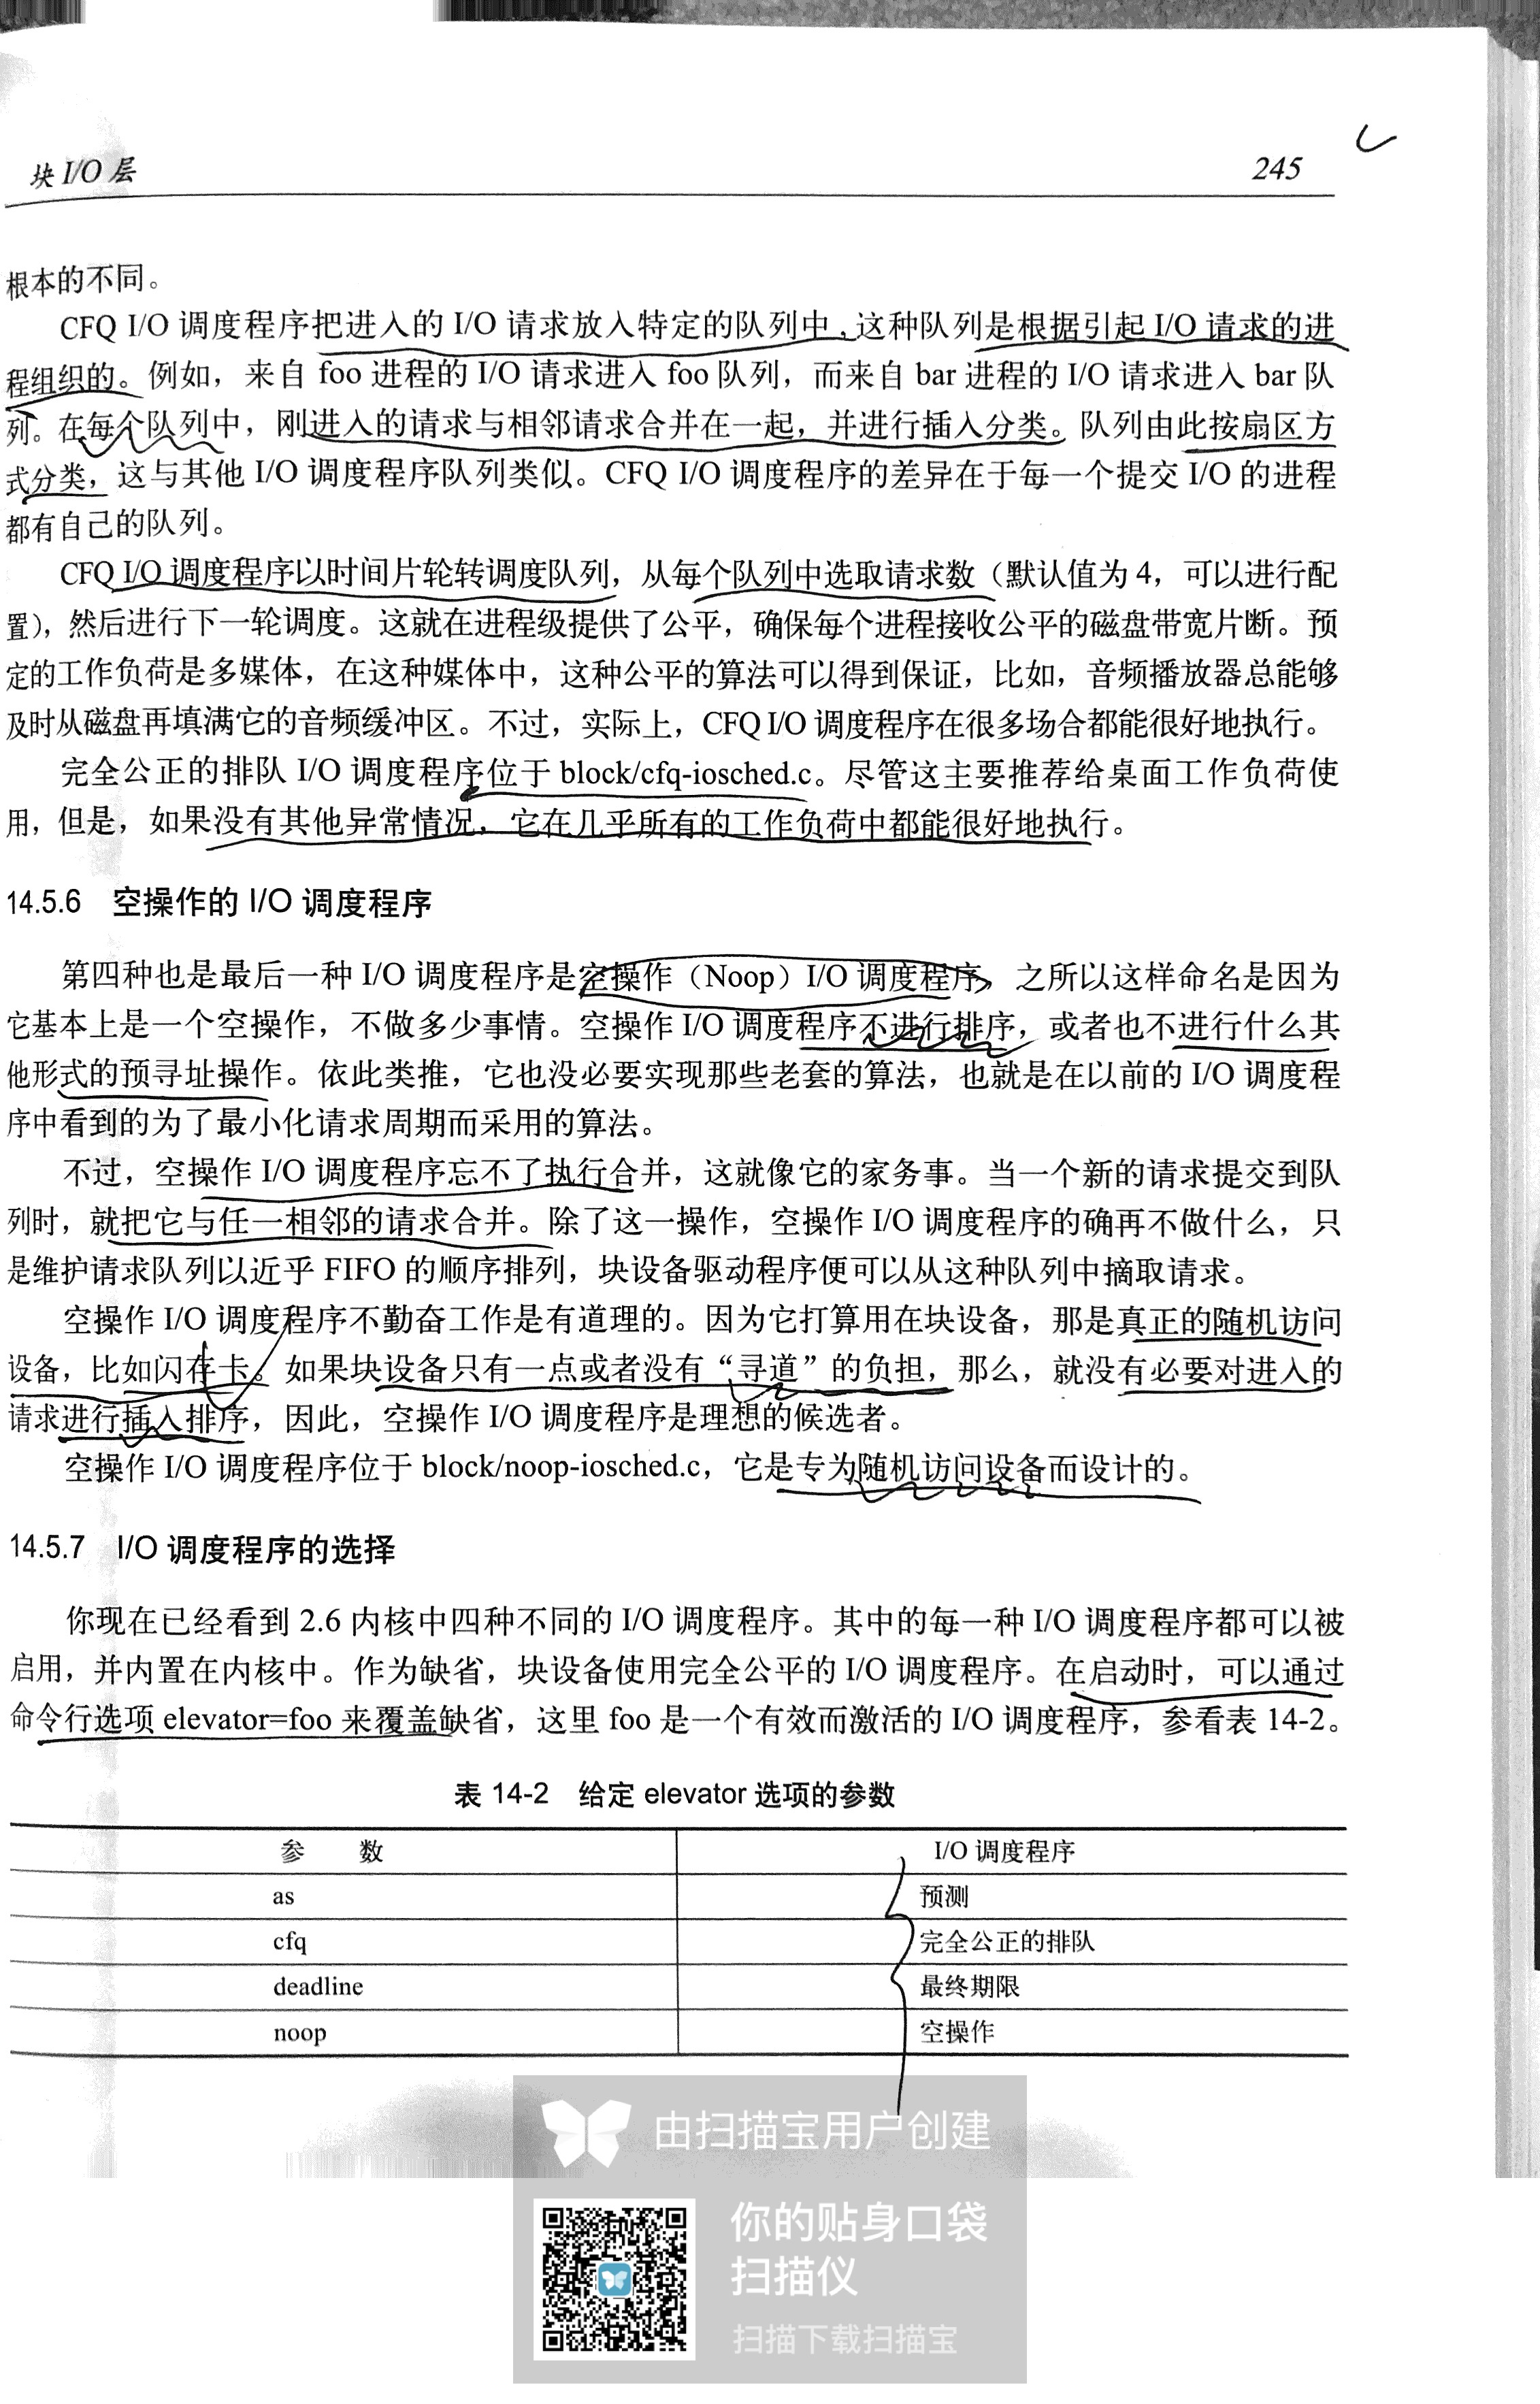 块 I/O 层 245
根本的不同。
CFQ I/O 调度程序把进入的 I/O 请求放入特定的队列中,这种队列是根据引起 I/O 请求的进
程组织的。例如，来自 foo 进程的 I/O 请求进入 foo 队列，而来自 bar 进程的 I/O 请求进入 bar 队
列。在每个队列中，刚进入的请求与相邻请求合并在一起，并进行插入分类。队列由此按扇区方
式分类，这与其他 I/O 调度程序队列类似。CFQ I/O 调度程序的差异在于每一个提交 I/O 的进程
都有自己的队列。
CFQ I/O 调度程序以时间片轮转调度队列，从每个队列中选取请求数（默认值为 4，可以进行配
置），然后进行下一轮调度。这就在进程级提供了公平，确保每个进程接收公平的磁盘带宽片断。预
定的工作负荷是多媒体，在这种媒体中，这种公平的算法可以得到保证，比如，音频播放器总能够
及时从磁盘再填满它的音频缓冲区。不过，实际上，CFQ I/O 调度程序在很多场合都能很好地执行。
完全公正的排队 I/O 调度程序位于 block/cfq-iosched.c。尽管这主要推荐给桌面工作负荷使
用，但是，如果没有其他异常情况，它在几乎所有的工作负荷中都能很好地执行。
14.5.6 空操作的 I/O 调度程序
第四种也是最后一种 I/O 调度程序是空操作（Noop）I/O 调度程序，之所以这样命名是因为
它基本上是一个空操作，不做多少事情。空操作 I/O 调度程序不进行排序，或者也不进行什么其
他形式的预寻址操作。依此类推，它也没必要实现那些老套的算法，也就是在以前的 I/O 调度程
序中看到的为了最小化请求周期而采用的算法。
不过，空操作 I/O 调度程序忘不了执行合并，这就像它的家务事。当一个新的请求提交到队
列时，就把它与任一相邻的请求合并。除了这一操作，空操作 I/O 调度程序的确再不做什么，只
是维护请求队列以近乎 FIFO 的顺序排列，块设备驱动程序便可以从这种队列中摘取请求。
空操作 I/O 调度程序不勤奋工作是有道理的。因为它打算用在块设备，那是真正的随机访问
设备，比如闪存卡。如果块设备只有一点或者没有“寻道”的负担，那么，就没有必要对进入的
请求进行插入排序，因此，空操作 I/O 调度程序是理想的候选者。
空操作 I/O 调度程序位于 block/noop-iosched.c，它是专为随机访问设备而设计的。
14.5.7 I/O 调度程序的选择
你现在已经看到 2.6 内核中四种不同的 I/O 调度程序。其中的每一种 I/O 调度程序都可以被
启用，并内置在内核中。作为缺省，块设备使用完全公平的 I/O 调度程序。在启动时，可以通过
命令行选项 elevator=foo 来覆盖缺省，这里 foo 是一个有效而激活的 I/O 调度程序，参看表 14-2。
表 14-2 给定 elevator 选项的参数
参 数 I/O 调度程序
as 预测
cfq 完全公正的排队
deadline 最终期限
noop 空操作
由扫描宝用户创建
你的贴身口袋
扫描仪
扫描下载扫描宝